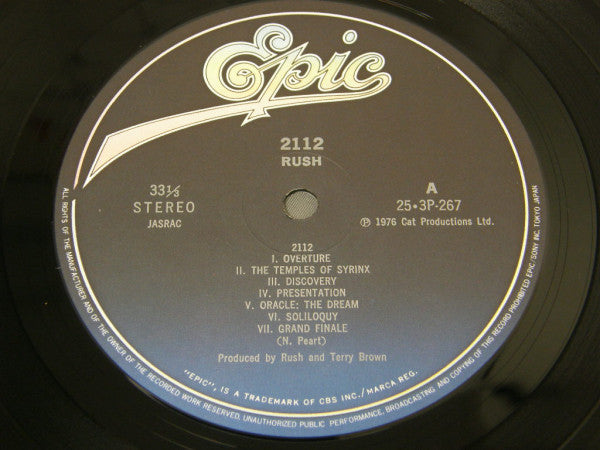 Epic
2112
RUSH
33⅓
STEREO
JASRAC
A
25•3P-267
℗ 1976 Cat Productions Ltd.
2112
I. OVERTURE
II. THE TEMPLES OF SYRINX
III. DISCOVERY
IV. PRESENTATION
V. ORACLE: THE DREAM
VI. SOLILOQUY
VII. GRAND FINALE
(N. Peart)
Produced by Rush and Terry Brown
"EPIC", IS A TRADEMARK OF CBS INC./MARCA REG.
ALL RIGHTS OF THE MANUFACTURER AND OF THE OWNER OF THE RECORDED WORK RESERVED. UNAUTHORIZED PUBLIC PERFORMANCE, BROADCASTING AND COPYING OF THIS RECORD PROHIBITED EPIC/SONY INC. TOKYO JAPAN